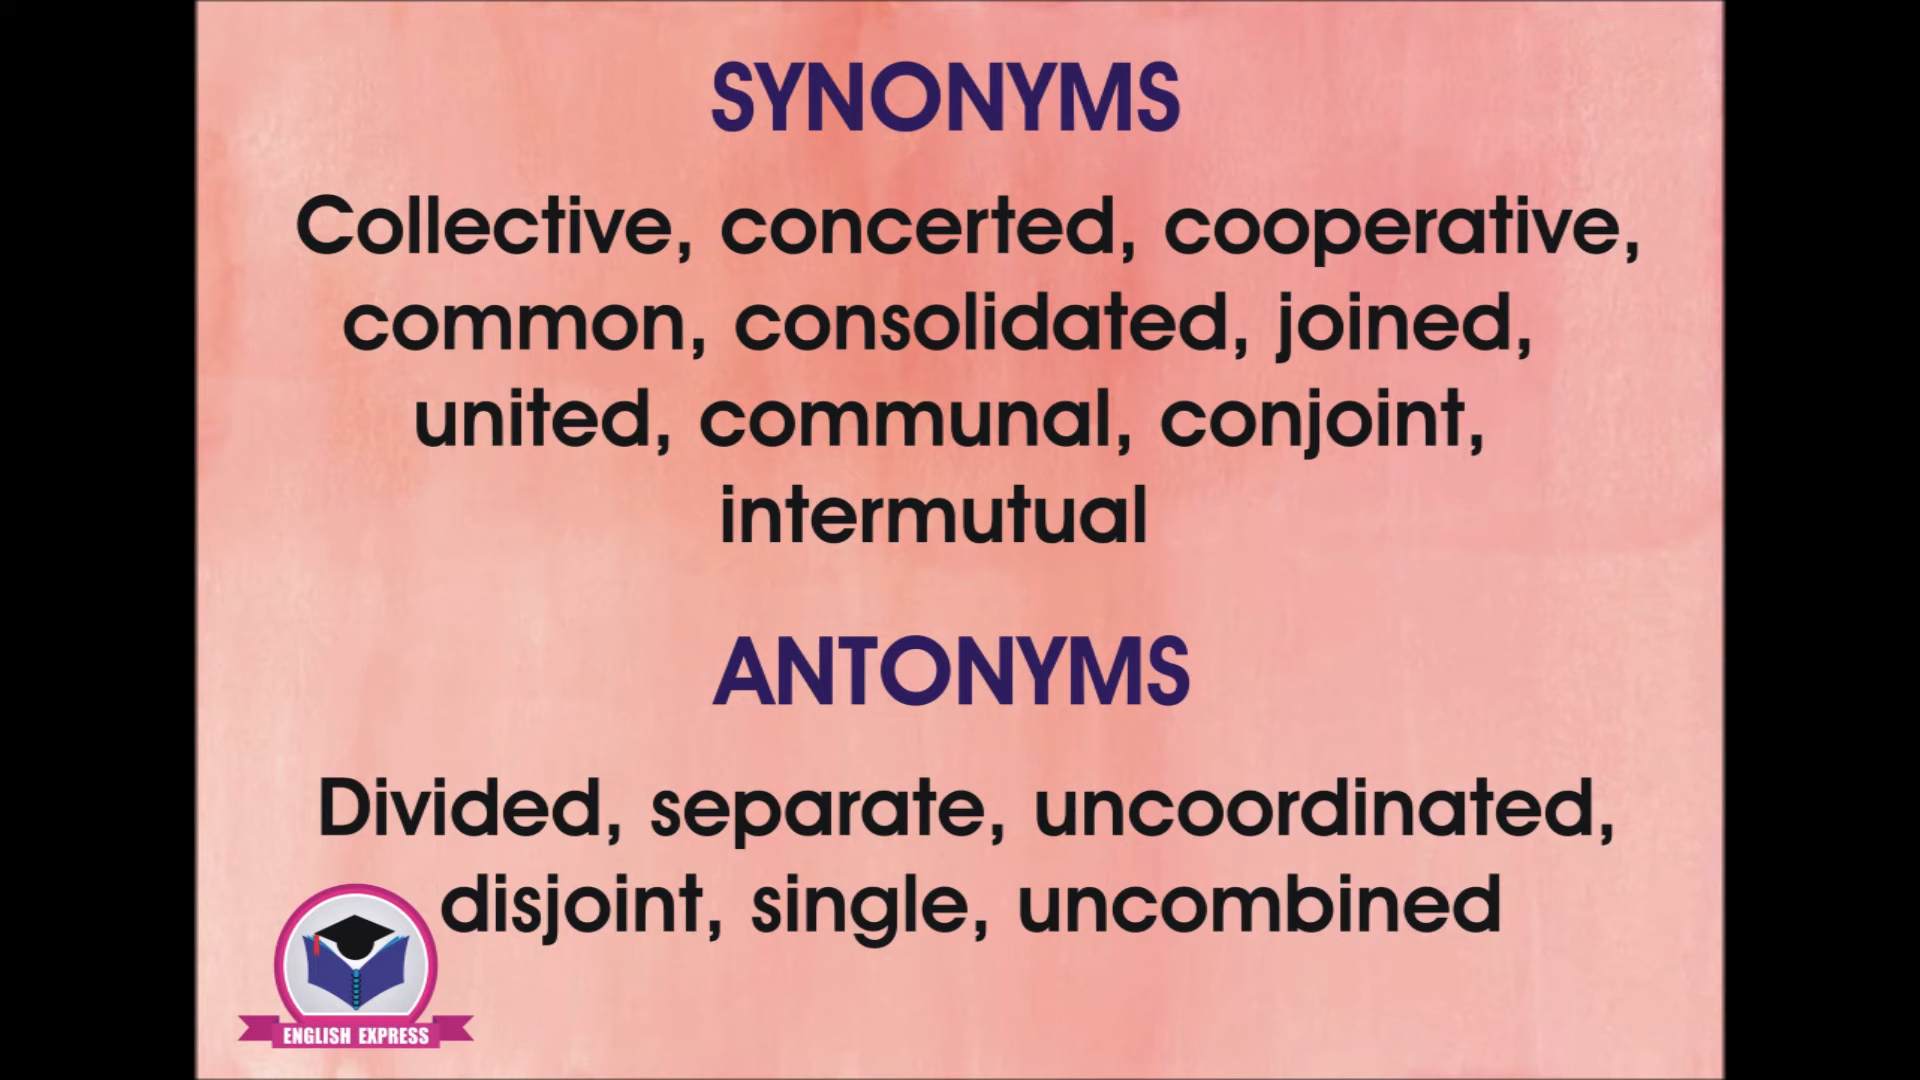 SYNONYMS
Collective, concerted, cooperative,
common, consolidated, joined,
united, communal, conjoint,
intermutual
ANTONYMS
Divided, separate, uncoordinated,
disjoint, single, uncombined
ENGLISH EXPRESS